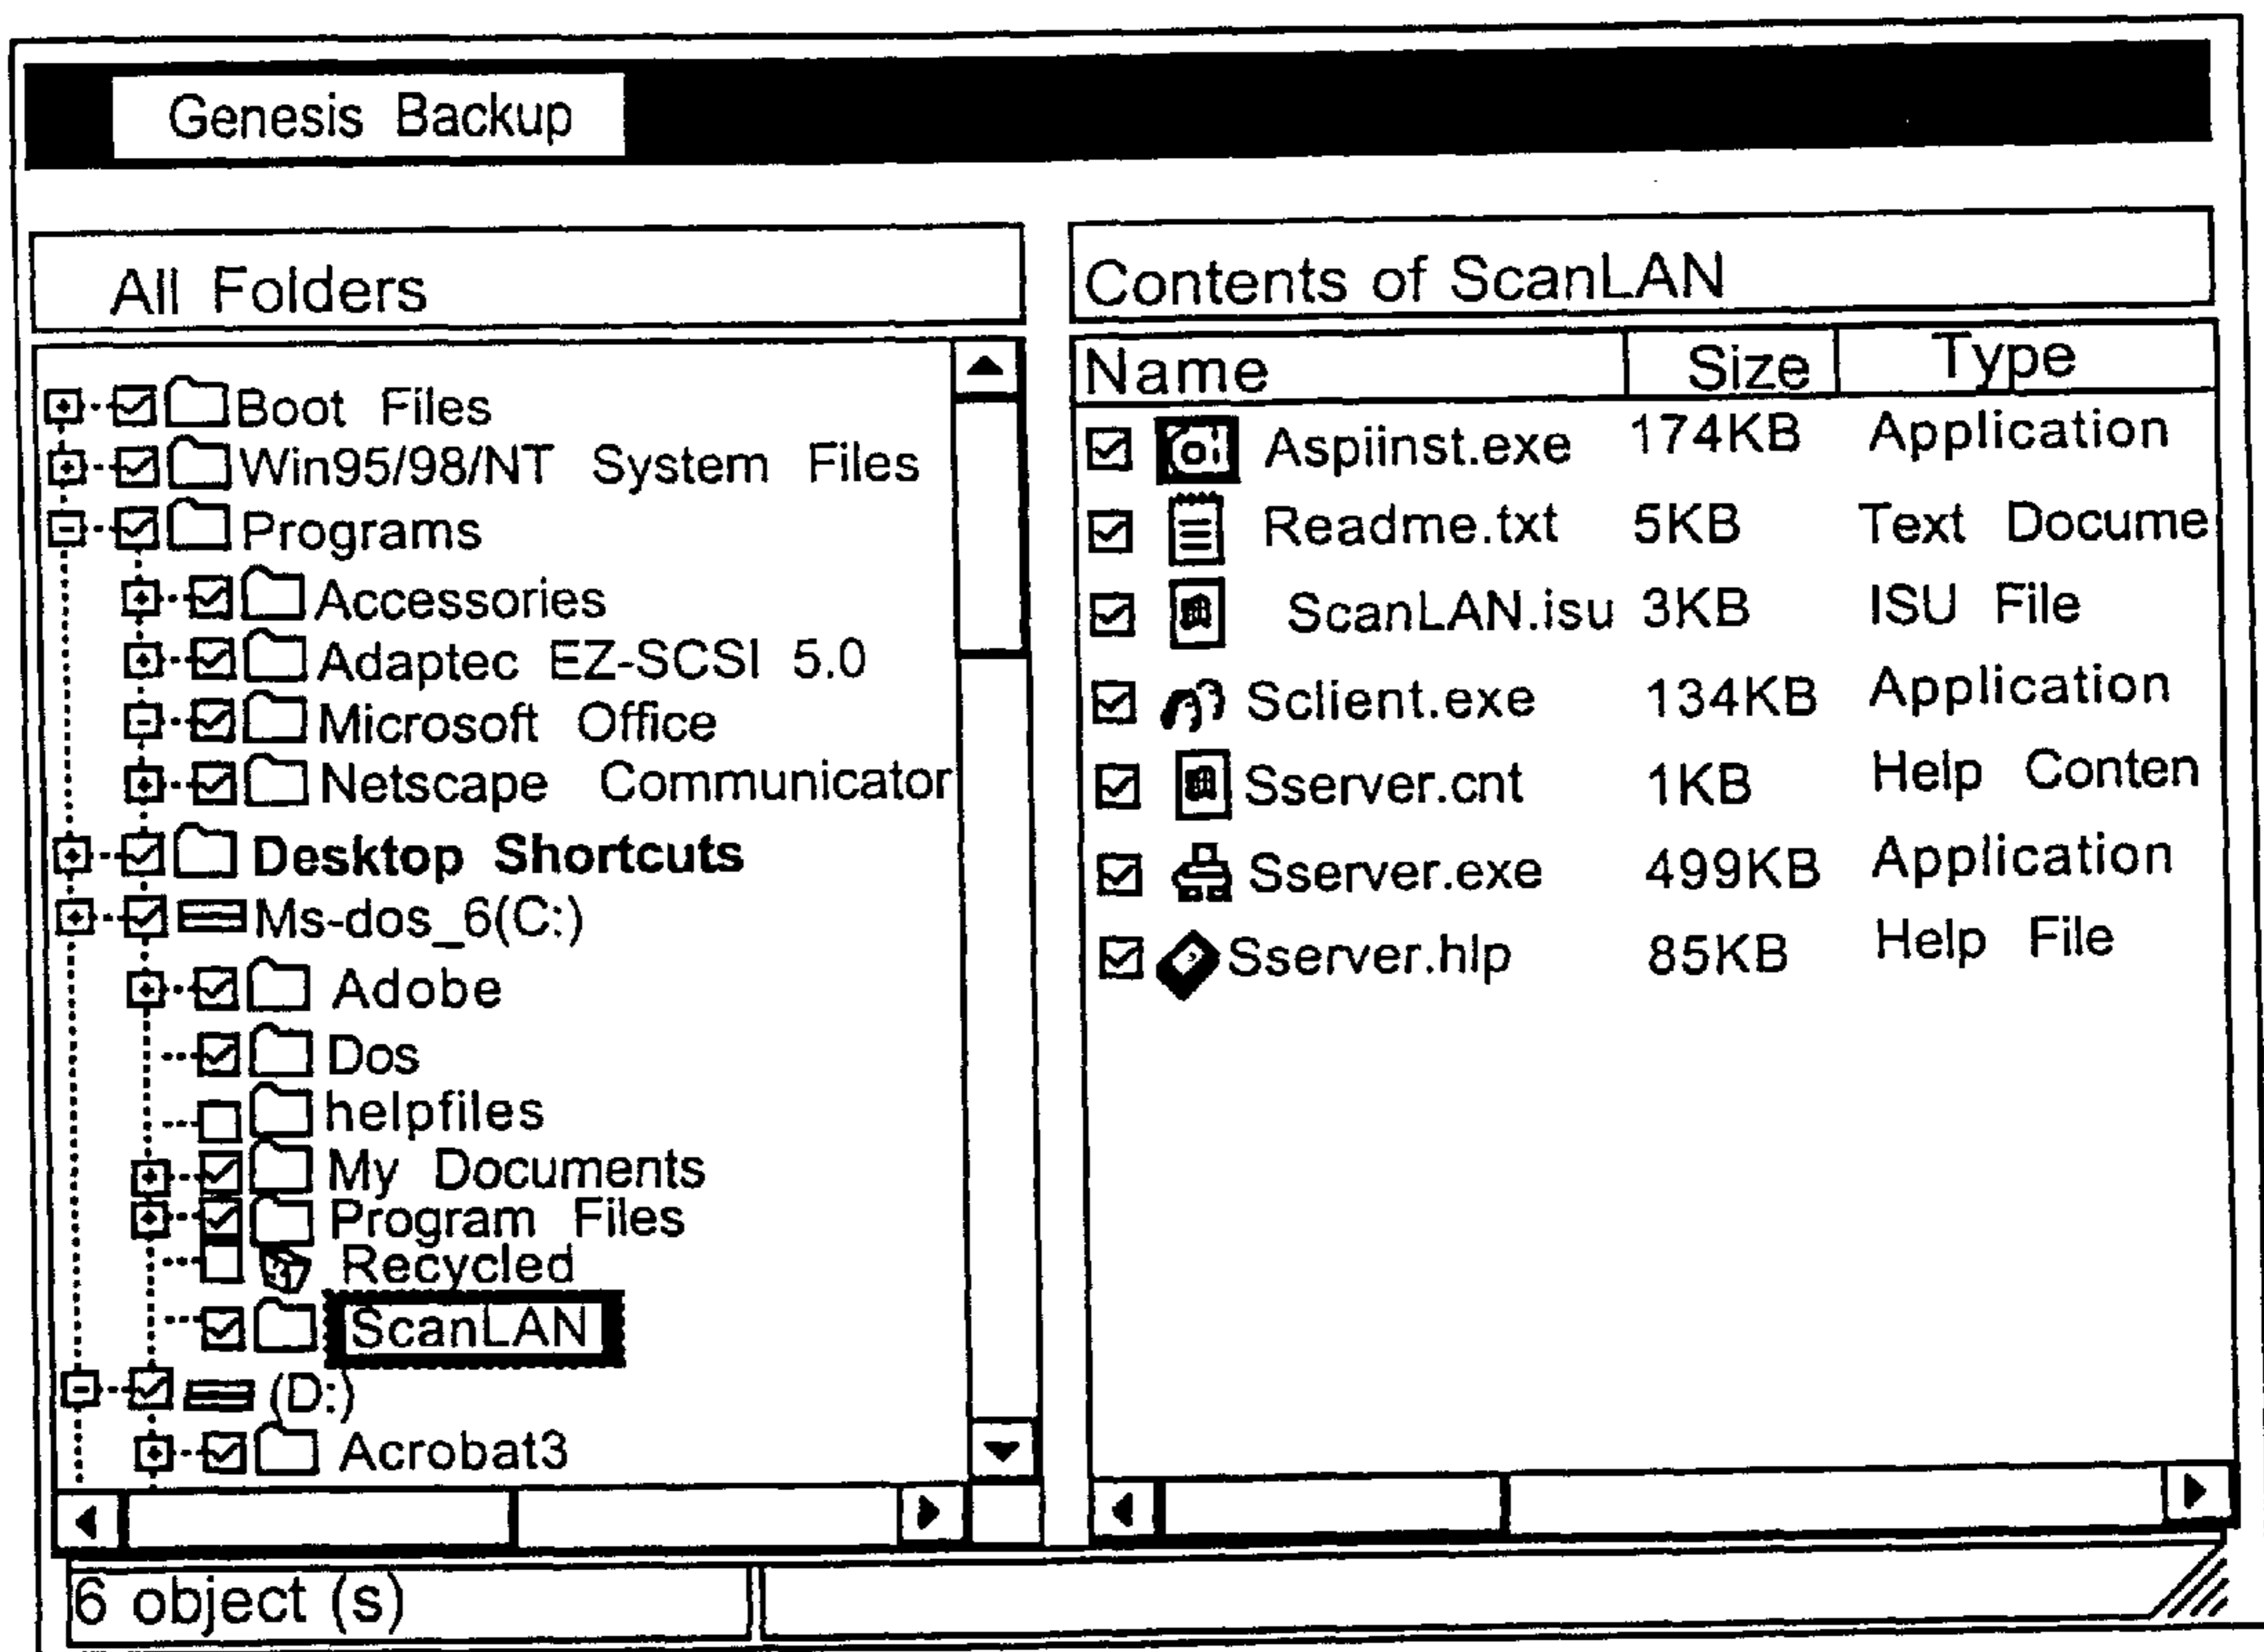 Genesis Backup
All Folders
Boot Files
Win95/98/NT System Files
Programs
Accessories
Adaptec EZ-SCSI 5.0
Microsoft Office
Netscape Communicator
Desktop Shortcuts
Ms-dos_6(C:)
Adobe
Dos
helpfiles
My Documents
Program Files
Recycled
ScanLAN
(D:)
Acrobat3
Contents of ScanLAN
Name Size Type
Aspiinst.exe 174KB Application
Readme.txt 5KB Text Docume
ScanLAN.isu 3KB ISU File
Sclient.exe 134KB Application
Sserver.cnt 1KB Help Conten
Sserver.exe 499KB Application
Sserver.hlp 85KB Help File
6 object (s)